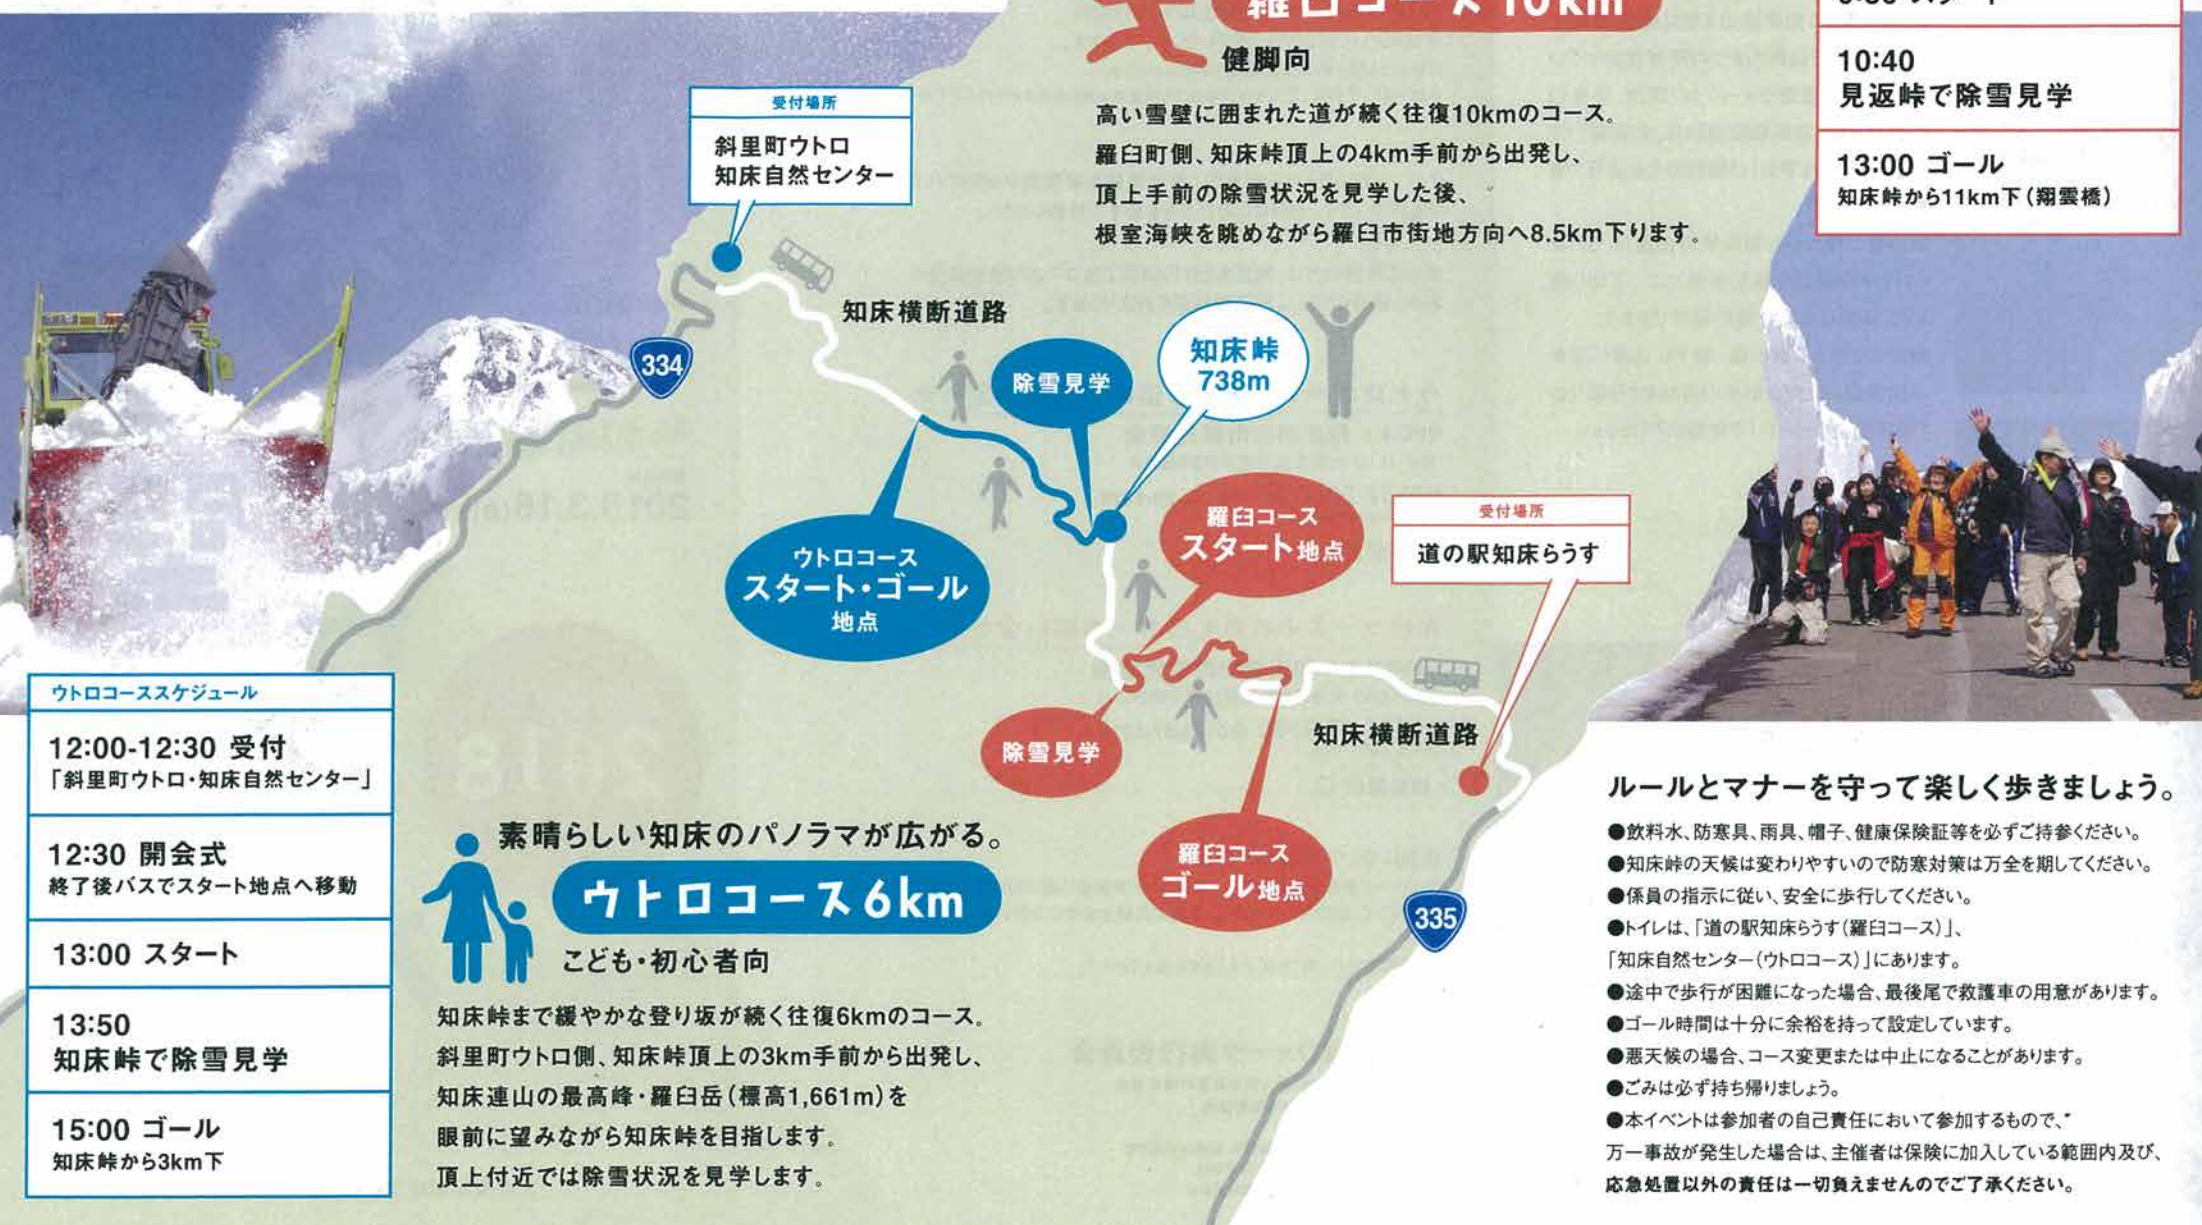 羅臼コース10km
健脚向
高い雪壁に囲まれた道が続く往復10kmのコース。
羅臼町側、知床峠頂上の4km手前から出発し、
頂上手前の除雪状況を見学した後、
根室海峡を眺めながら羅臼市街地方向へ8.5km下ります。
10:40
見返峠で除雪見学
13:00 ゴール
知床峠から11km下(翔雲橋)
受付場所
斜里町ウトロ
知床自然センター
知床横断道路
334
除雪見学
知床峠
738m
ウトロコース
スタート・ゴール
地点
羅臼コース
スタート地点
受付場所
道の駅知床らうす
除雪見学
知床横断道路
羅臼コース
ゴール地点
335
ウトロコーススケジュール
12:00-12:30 受付
「斜里町ウトロ・知床自然センター」
12:30 開会式
終了後バスでスタート地点へ移動
13:00 スタート
13:50
知床峠で除雪見学
15:00 ゴール
知床峠から3km下
素晴らしい知床のパノラマが広がる。
ウトロコース6km
こども・初心者向
知床峠まで緩やかな登り坂が続く往復6kmのコース。
斜里町ウトロ側、知床峠頂上の3km手前から出発し、
知床連山の最高峰・羅臼岳(標高1,661m)を
眼前に望みながら知床峠を目指します。
頂上付近では除雪状況を見学します。
ルールとマナーを守って楽しく歩きましょう。
●飲料水、防寒具、雨具、帽子、健康保険証等を必ずご持参ください。
●知床峠の天候は変わりやすいので防寒対策は万全を期してください。
●係員の指示に従い、安全に歩行してください。
●トイレは、「道の駅知床らうす(羅臼コース)」、
「知床自然センター(ウトロコース)」にあります。
●途中で歩行が困難になった場合、最後尾で救護車の用意があります。
●ゴール時間は十分に余裕を持って設定しています。
●悪天候の場合、コース変更または中止になることがあります。
●ごみは必ず持ち帰りましょう。
●本イベントは参加者の自己責任において参加するもので、
万一事故が発生した場合は、主催者は保険に加入している範囲内及び、
応急処置以外の責任は一切負えませんのでご了承ください。